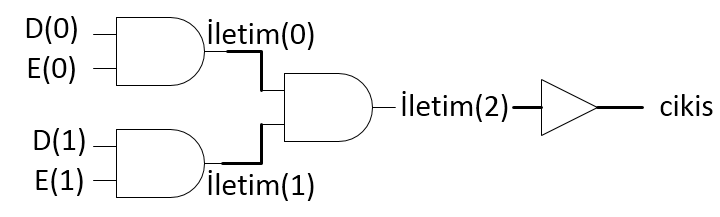 D(0)
E(0)
İletim(0)
İletim(2)
cikis
D(1)
E(1)
İletim(1)